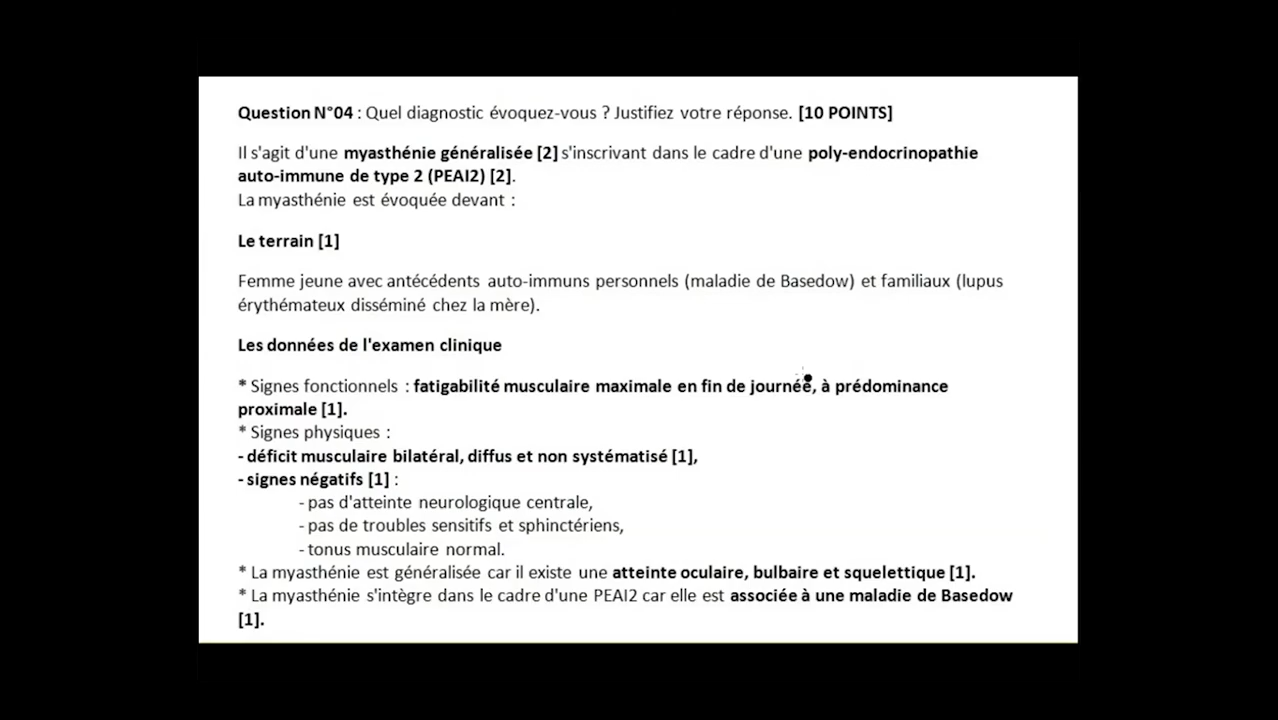 Question N°04 : Quel diagnostic évoquez-vous ? Justifiez votre réponse. [10 POINTS]
Il s'agit d'une myasthénie généralisée [2] s'inscrivant dans le cadre d'une poly-endocrinopathie
auto-immune de type 2 (PEAI2) [2].
La myasthénie est évoquée devant :
Le terrain [1]
Femme jeune avec antécédents auto-immuns personnels (maladie de Basedow) et familiaux (lupus
érythémateux disséminé chez la mère).
Les données de l'examen clinique
* Signes fonctionnels : fatigabilité musculaire maximale en fin de journée, à prédominance
proximale [1].
* Signes physiques :
- déficit musculaire bilatéral, diffus et non systématisé [1],
- signes négatifs [1] :
- pas d'atteinte neurologique centrale,
- pas de troubles sensitifs et sphinctériens,
- tonus musculaire normal.
* La myasthénie est généralisée car il existe une atteinte oculaire, bulbaire et squelettique [1].
* La myasthénie s'intègre dans le cadre d'une PEAI2 car elle est associée à une maladie de Basedow
[1].